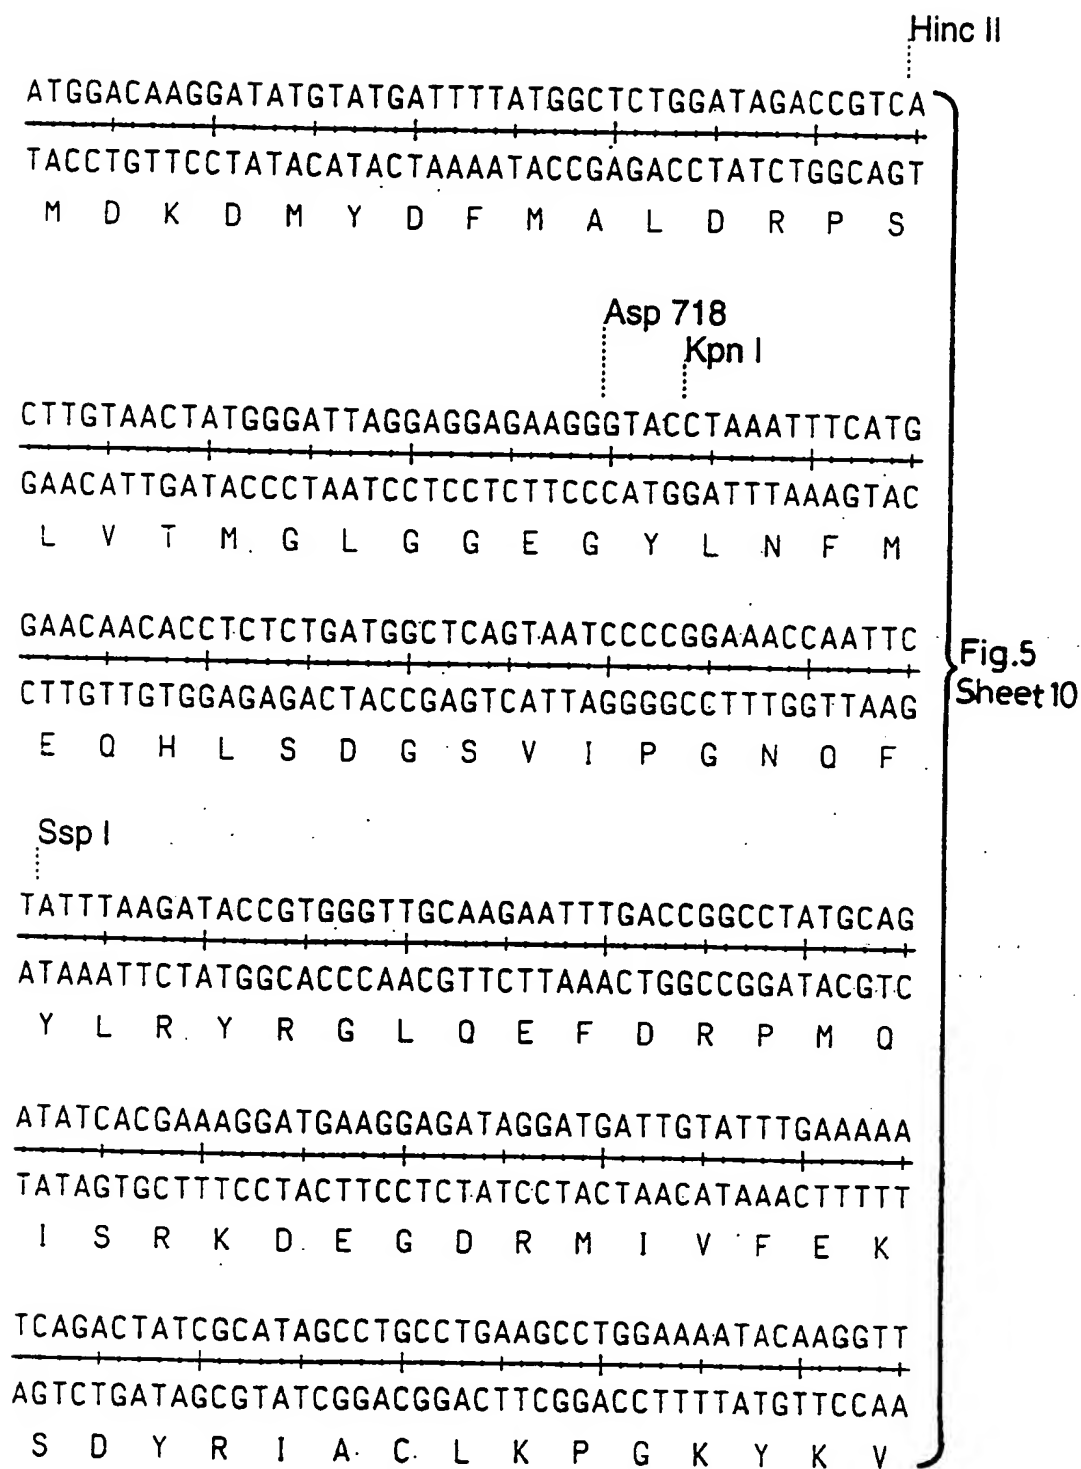 Hinc II
ATGGACAAGGATATGTATGATTTTATGGCTCTGGATAGACCGTCA
TACCTGTTCCTATACATACTAAAATACCGAGACCTATCTGGCAGT
M D K D M Y D F M A L D R P S
Asp 718
Kpn I
CTTGTAACTATGGGATTAGGAGGAGAAGGGTACCTAAATTTCATG
GAACATTGATACCCTAATCCTCCTCTTCCCATGGATTTAAAGTAC
L V T M G L G G E G Y L N F M
GAACAACACCTCTCTGATGGCTCAGTAATCCCCGGAAACCAATTC
CTTGTTGTGGAGAGACTACCGAGTCATTAGGGGCCTTTGGTTAAG
E Q H L S D G S V I P G N Q F
Fig.5
Sheet 10
Ssp I
TATTTAAGATACCGTGGGTTGCAAGAATTTGACCGGCCTATGCAG
ATAAATTCTATGGCACCCAACGTTCTTAAACTGGCCGGATACGTC
Y L R Y R G L Q E F D R P M Q
ATATCACGAAAGGATGAAGGAGATAGGATGATTGTATTTGAAAAA
TATAGTGCTTTCCTACTTCCTCTATCCTACTAACATAAACTTTTT
I S R K D E G D R M I V F E K
TCAGACTATCGCATAGCCTGCCTGAAGCCTGGAAAATACAAGGTT
AGTCTGATAGCGTATCGGACGGACTTCGGACCTTTTATGTTCCAA
S D Y R I A C L K P G K Y K V